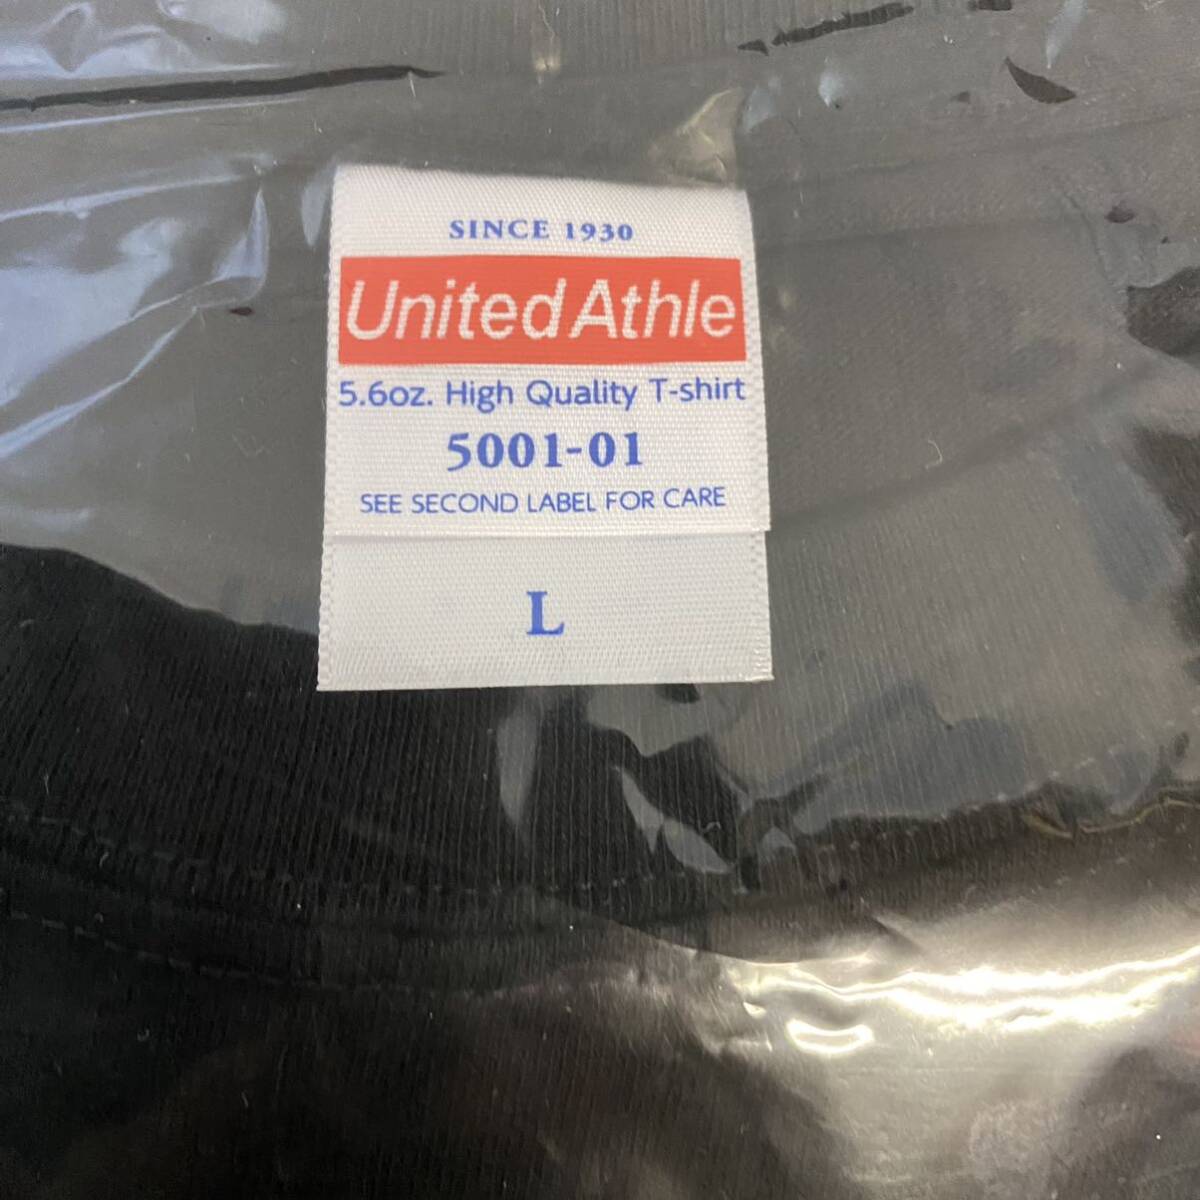 SINCE 1930
United Athle
5.6oz. High Quality T-shirt
5001-01
SEE SECOND LABEL FOR CARE
L